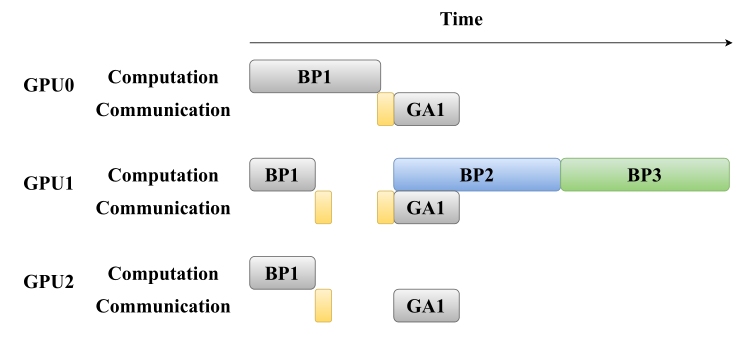 Time
GPU0
Computation
BP1
Communication
GA1
GPU1
Computation
BP1
BP2
BP3
Communication
GA1
GPU2
Computation
BP1
Communication
GA1